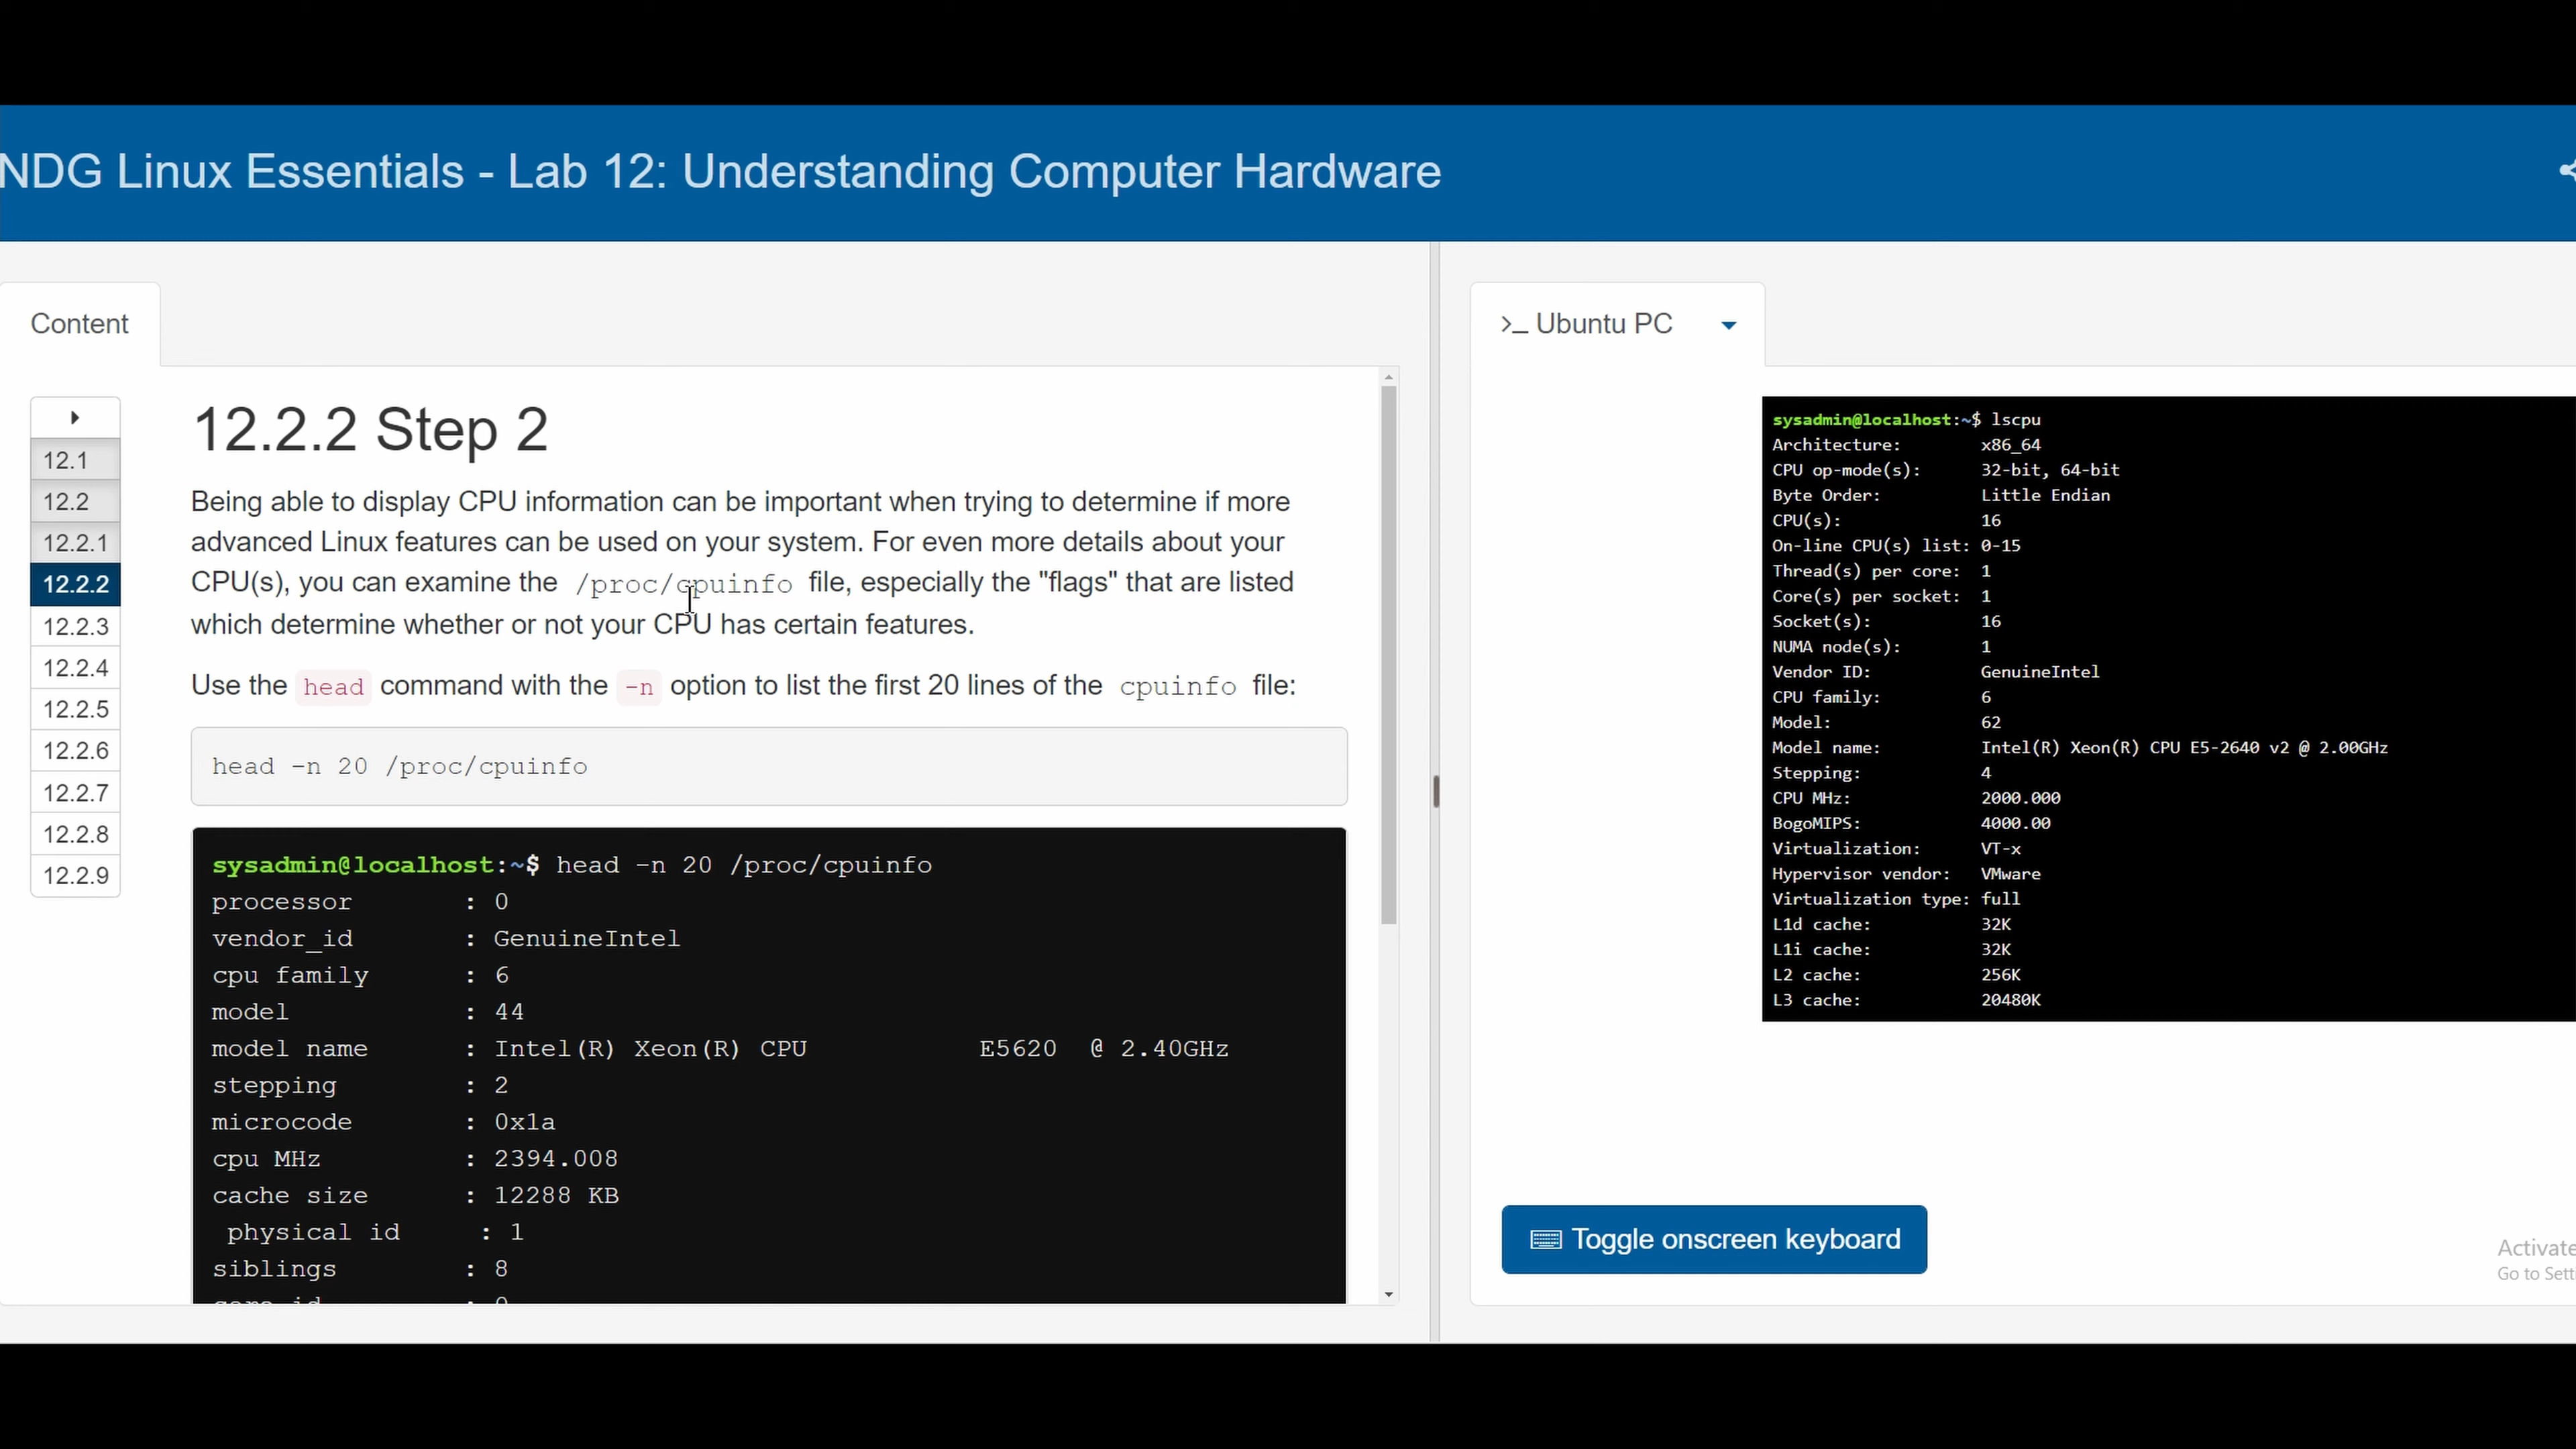 NDG Linux Essentials - Lab 12: Understanding Computer Hardware
Content
12.1
12.2
12.2.1
12.2.2
12.2.3
12.2.4
12.2.5
12.2.6
12.2.7
12.2.8
12.2.9
12.2.2 Step 2
Being able to display CPU information can be important when trying to determine if more
advanced Linux features can be used on your system. For even more details about your
CPU(s), you can examine the /proc/cpuinfo file, especially the "flags" that are listed
which determine whether or not your CPU has certain features.
Use the head command with the -n option to list the first 20 lines of the cpuinfo file:
head -n 20 /proc/cpuinfo
sysadmin@localhost:~$ head -n 20 /proc/cpuinfo
processor : 0
vendor_id : GenuineIntel
cpu family : 6
model : 44
model name : Intel(R) Xeon(R) CPU E5620 @ 2.40GHz
stepping : 2
microcode : 0x1a
cpu MHz : 2394.008
cache size : 12288 KB
physical id : 1
siblings : 8
>_ Ubuntu PC
sysadmin@localhost:~$ lscpu
Architecture: x86_64
CPU op-mode(s): 32-bit, 64-bit
Byte Order: Little Endian
CPU(s): 16
On-line CPU(s) list: 0-15
Thread(s) per core: 1
Core(s) per socket: 1
Socket(s): 16
NUMA node(s): 1
Vendor ID: GenuineIntel
CPU family: 6
Model: 62
Model name: Intel(R) Xeon(R) CPU E5-2640 v2 @ 2.00GHz
Stepping: 4
CPU MHz: 2000.000
BogoMIPS: 4000.00
Virtualization: VT-x
Hypervisor vendor: VMware
Virtualization type: full
L1d cache: 32K
L1i cache: 32K
L2 cache: 256K
L3 cache: 20480K
Toggle onscreen keyboard
Activate
Go to Sett